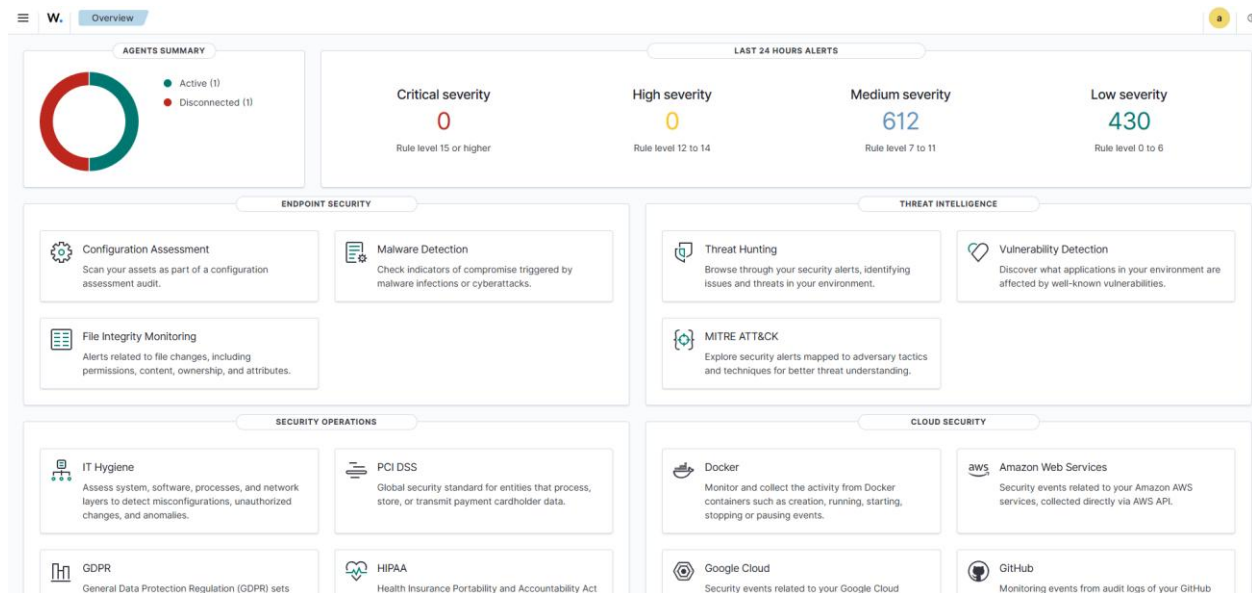 W. Overview a
AGENTS SUMMARY
Active (1)
Disconnected (1)
LAST 24 HOURS ALERTS
Critical severity
0
Rule level 15 or higher
High severity
0
Rule level 12 to 14
Medium severity
612
Rule level 7 to 11
Low severity
430
Rule level 0 to 6
ENDPOINT SECURITY
Configuration Assessment
Scan your assets as part of a configuration
assessment audit.
Malware Detection
Check indicators of compromise triggered by
malware infections or cyberattacks.
File Integrity Monitoring
Alerts related to file changes, including
permissions, content, ownership, and attributes.
THREAT INTELLIGENCE
Threat Hunting
Browse through your security alerts, identifying
issues and threats in your environment.
Vulnerability Detection
Discover what applications in your environment are
affected by well-known vulnerabilities.
MITRE ATT&CK
Explore security alerts mapped to adversary tactics
and techniques for better threat understanding.
SECURITY OPERATIONS
IT Hygiene
Assess system, software, processes, and network
layers to detect misconfigurations, unauthorized
changes, and anomalies.
PCI DSS
Global security standard for entities that process,
store, or transmit payment cardholder data.
GDPR
General Data Protection Regulation (GDPR) sets
HIPAA
Health Insurance Portability and Accountability Act
CLOUD SECURITY
Docker
Monitor and collect the activity from Docker
containers such as creation, running, starting,
stopping or pausing events.
aws
Amazon Web Services
Security events related to your Amazon AWS
services, collected directly via AWS API.
Google Cloud
Security events related to your Google Cloud
GitHub
Monitoring events from audit logs of your GitHub